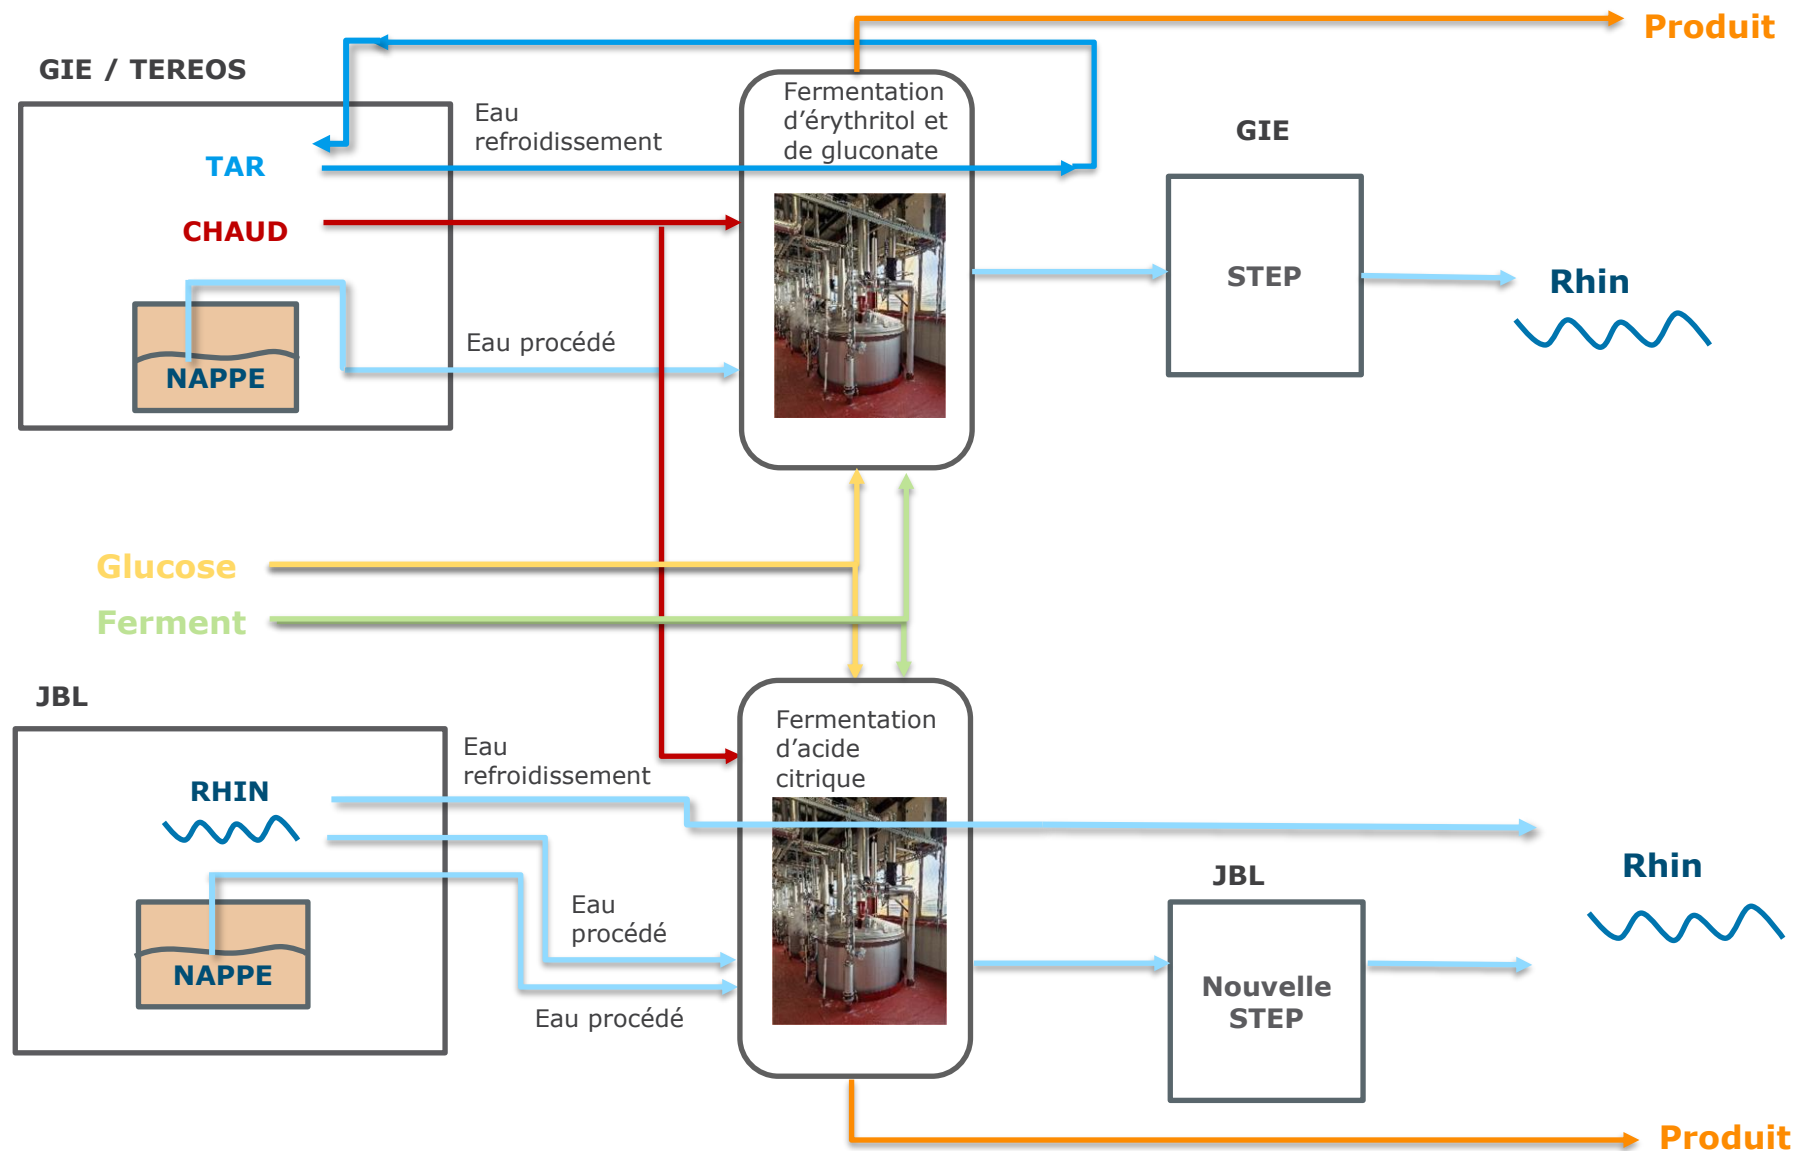 Produit
GIE / TEREOS
Eau
refroidissement
Fermentation
d’érythritol et
de gluconate
GIE
TAR
CHAUD
STEP
Rhin
Eau procédé
NAPPE
Glucose
Ferment
JBL
Eau
refroidissement
Fermentation
d’acide
citrique
RHIN
Rhin
JBL
Eau
procédé
NAPPE
Nouvelle
STEP
Eau procédé
Produit